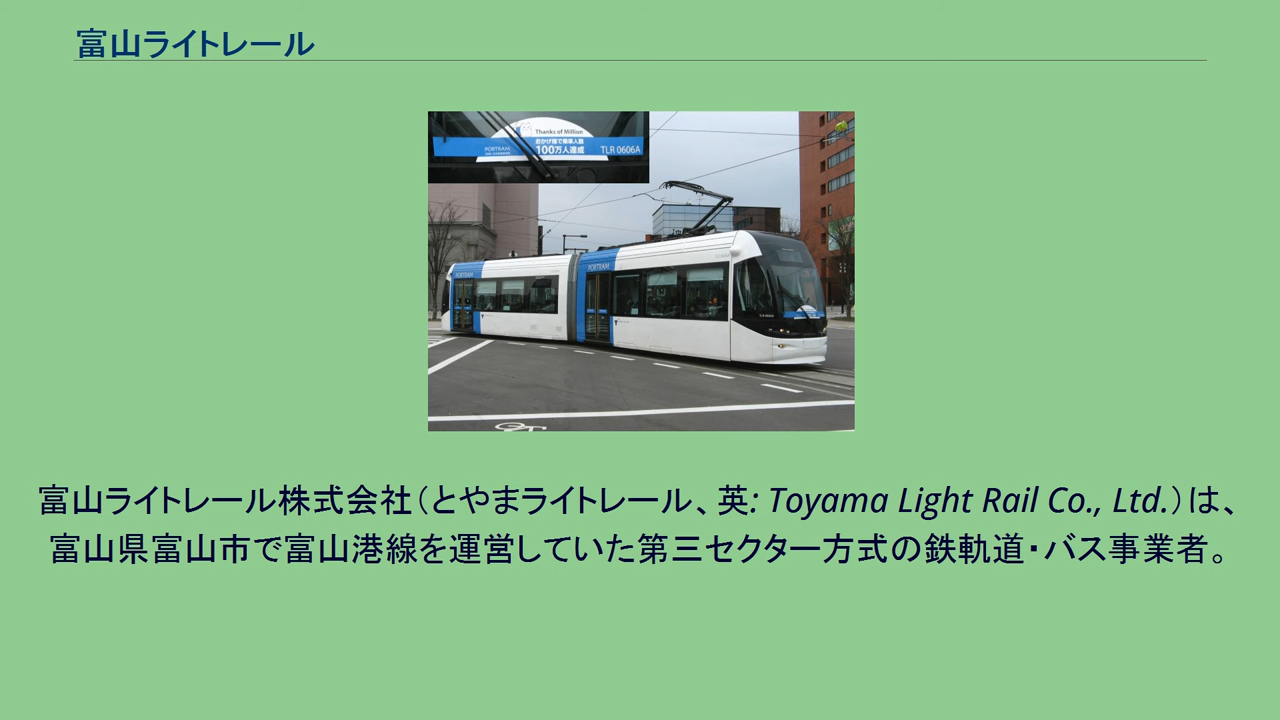 富山ライトレール
Thanks of Million
おかげ様で乗車人数
PORTRAM
100万人達成
TLR 0606A
PORTRAM
PORTRAM
富山ライトレール株式会社(とやまライトレール、英: Toyama Light Rail Co., Ltd.)は、
富山県富山市で富山港線を運営していた第三セクター方式の鉄軌道・バス事業者。